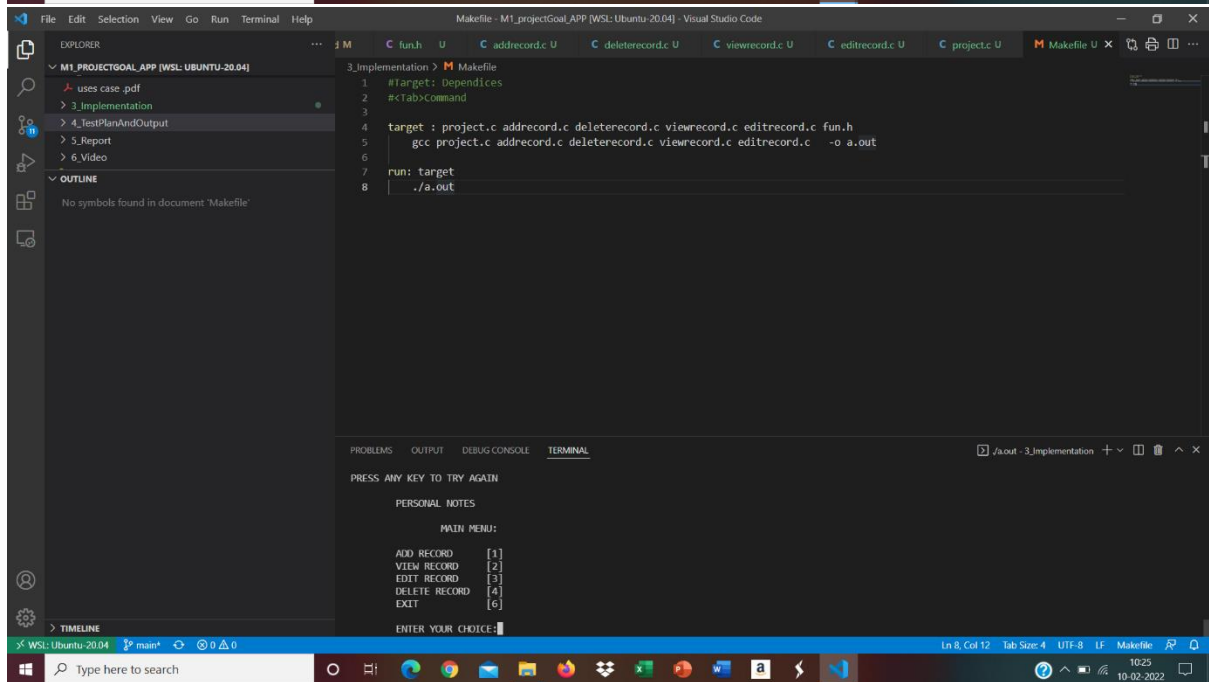 File Edit Selection View Go Run Terminal Help
Makefile - M1_projectGoal_APP [WSL: Ubuntu-20.04] - Visual Studio Code
EXPLORER
M
C fun.h U
C addrecord.c U
C deleterecord.c U
C viewrecord.c U
C editrecord.c U
C project.c U
M Makefile U
M1_PROJECTGOAL_APP [WSL: UBUNTU-20.04]
uses case .pdf
> 3_Implementation
> 4_TestPlanAndOutput
> 5_Report
> 6_Video
OUTLINE
No symbols found in document 'Makefile'
3_Implementation > M Makefile
1 #Target: Dependices
2 #<Tab>Command
3
4 target : project.c addrecord.c deleterecord.c viewrecord.c editrecord.c fun.h
5 gcc project.c addrecord.c deleterecord.c viewrecord.c editrecord.c -o a.out
6
7 run: target
8 ./a.out
PROBLEMS OUTPUT DEBUG CONSOLE TERMINAL
./a.out - 3_Implementation
PRESS ANY KEY TO TRY AGAIN
PERSONAL NOTES
MAIN MENU:
ADD RECORD [1]
VIEW RECORD [2]
EDIT RECORD [3]
DELETE RECORD [4]
EXIT [6]
ENTER YOUR CHOICE:
> TIMELINE
WSL: Ubuntu-20.04 main* 0 0
Ln 8, Col 12 Tab Size: 4 UTF-8 LF Makefile
Type here to search
10:25
10-02-2022